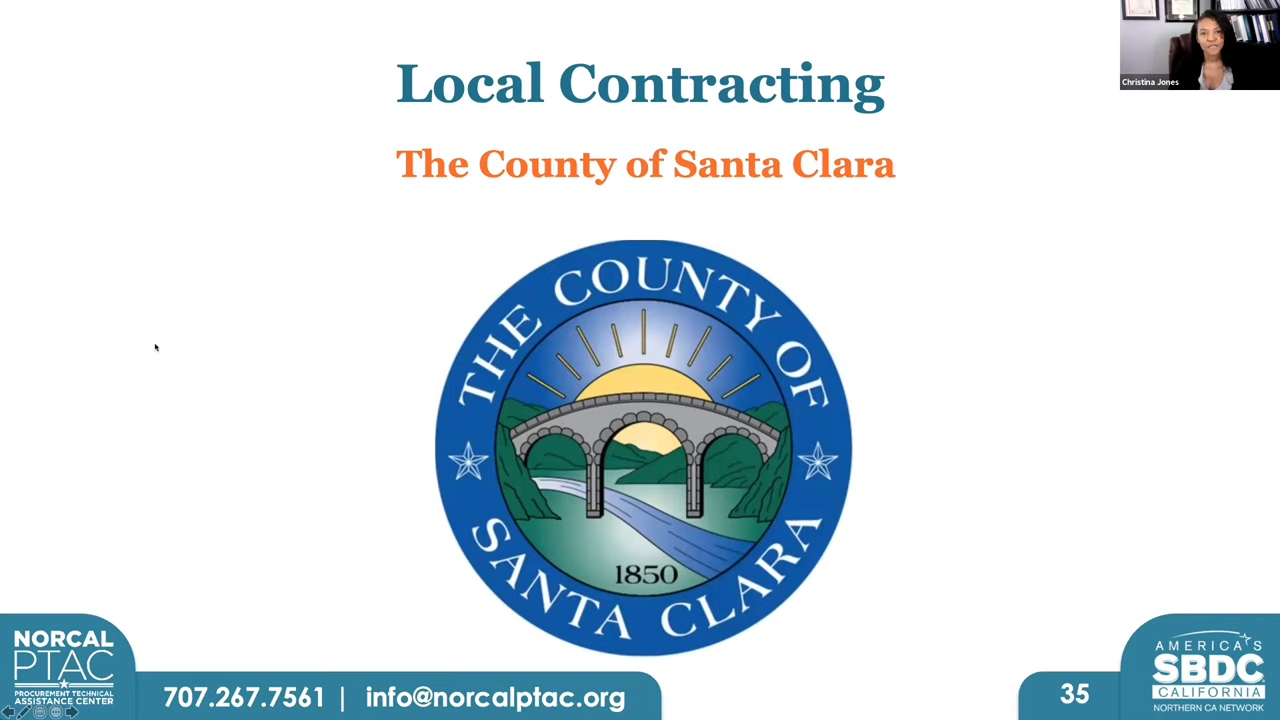 Local Contracting
The County of Santa Clara
Christina Jones
THE COUNTY OF
SANTA CLARA
1850
NORCAL
PTAC
PROCUREMENT TECHNICAL
ASSISTANCE CENTER
707.267.7561 | info@norcalptac.org
35
AMERICA'S
SBDC
CALIFORNIA
NORTHERN CA NETWORK